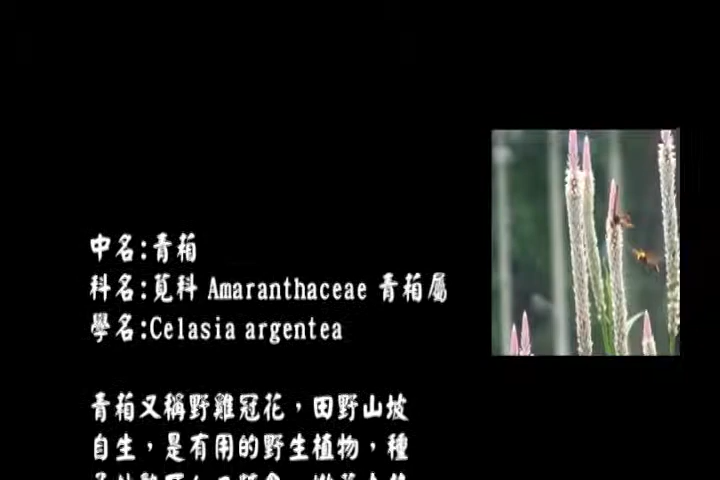 中名:青葙
科名:莧科 Amaranthaceae 青葙屬
學名:Celasia argentea
青葙又稱野雞冠花，田野山坡
自生，是有用的野生植物，種